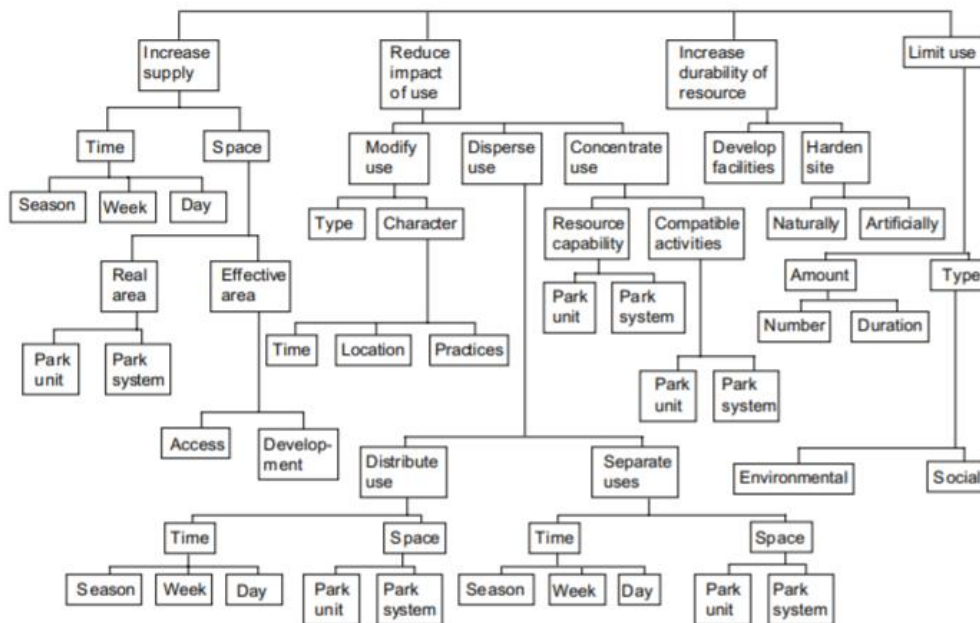 Increase
supply
Reduce
impact
of use
Increase
durability of
resource
Limit use
Time
Space
Modify
use
Disperse
use
Concentrate
use
Develop
facilities
Harden
site
Season
Week
Day
Type
Character
Resource
capability
Compatible
activities
Naturally
Artificially
Real
area
Effective
area
Amount
Type
Park
unit
Park
system
Number
Duration
Time
Location
Practices
Park
unit
Park
system
Park
unit
Park
system
Access
Develop-
ment
Distribute
use
Separate
uses
Environmental
Social
Time
Space
Time
Space
Season
Week
Day
Park
unit
Park
system
Season
Week
Day
Park
unit
Park
system